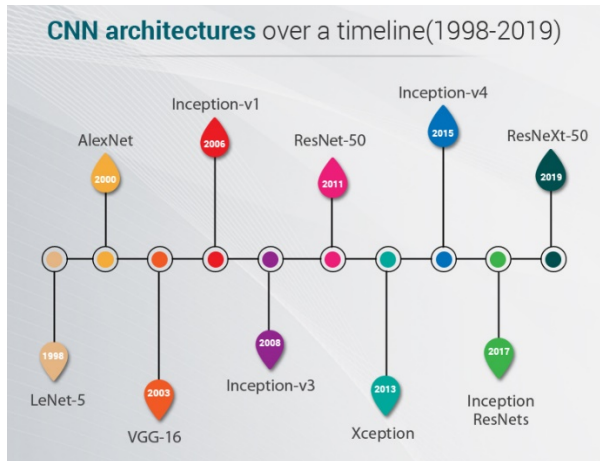 CNN architectures over a timeline(1998-2019)
Inception-v1
2006
Inception-v4
2015
AlexNet
2000
ResNet-50
2011
ResNeXt-50
2019
1998
LeNet-5
2003
VGG-16
2008
Inception-v3
2013
Xception
2017
Inception
ResNets